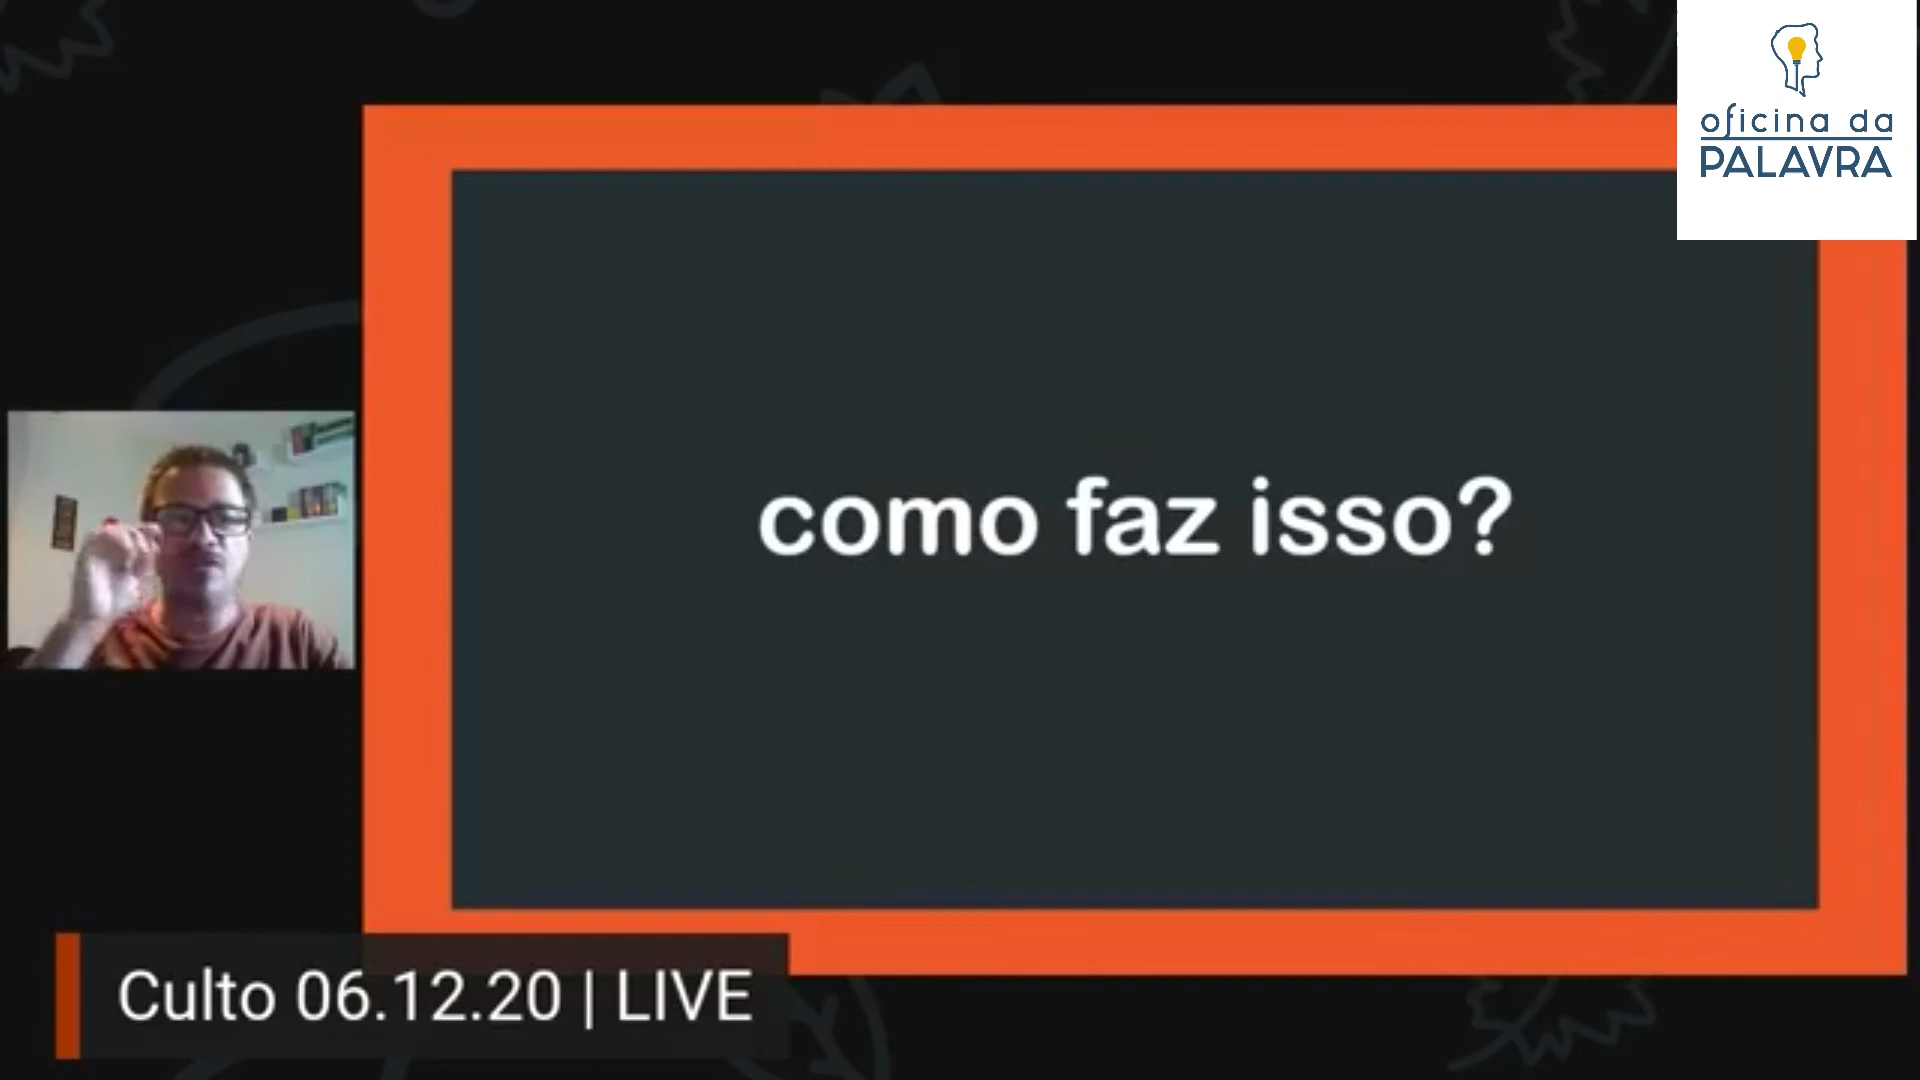 oficina da
PALAVRA
como faz isso?
Culto 06.12.20 | LIVE